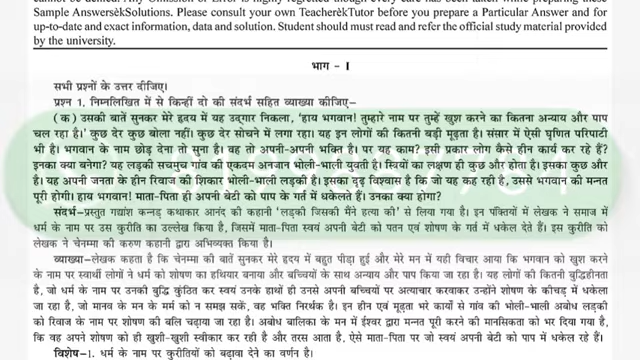 cannot be denied. Any Omission or Error is highly regretted though every care has been taken while preparing these
Sample AnswersèkSolutions. Please consult your own TeacherèkTutor before you prepare a Particular Answer and for
up-to-date and exact information, data and solution. Student should must read and refer the official study material provided
by the university.
भाग - I
सभी प्रश्नों के उत्तर दीजिए।
प्रश्न 1. निम्नलिखित में से किन्हीं दो की संदर्भ सहित व्याख्या कीजिए–
(क) उसकी बातें सुनकर मेरे हृदय में यह उद्गार निकला, 'हाय भगवान! तुम्हारे नाम पर तुम्हें खुश करने का कितना अन्याय और पाप
चल रहा है।' कुछ देर कुछ बोला नहीं। कुछ देर सोचने में लगा रहा। यह इन लोगों की कितनी बड़ी मूढ़ता है। संसार में ऐसी घृणित परिपाटी
भी है। भगवान के नाम छोड़ देना तो सुना है। वह तो अपनी-अपनी भक्ति है। पर यह काम? इसी प्रकार लोग कैसे हीन कार्य कर रहे हैं?
इनका क्या बनेगा? यह लड़की सचमुच गांव की एकदम अनजान भोली-भाली युवती है। स्त्रियों का लक्षण ही कुछ और होता है। इसका कुछ और
है। यह अपनी जनता के हीन रिवाज की शिकार भोली-भाली लड़की है। इसका दृढ़ विश्वास है कि जो यह कह रही है, उससे भगवान की मन्नत
पूरी होगी। हाय भगवान! माता-पिता ही अपनी बेटी को पाप के गर्त में धकेलते हैं। उनका क्या होगा?
संदर्भ–प्रस्तुत गद्यांश कन्नड़ कथाकार आनंद की कहानी 'लड़की जिसकी मैंने हत्या की' से लिया गया है। इन पंक्तियों में लेखक ने समाज में
धर्म के नाम पर उस कुरीति का उल्लेख किया है, जिसमें माता-पिता स्वयं अपनी बेटी को पतन एवं शोषण के गर्त में धकेल देते हैं। इस कुरीति को
लेखक ने चेनम्मा की करुण कहानी द्वारा अभिव्यक्त किया है।
व्याख्या–लेखक कहता है कि चेनम्मा की बातें सुनकर मेरे हृदय में बहुत पीड़ा हुई और मेरे मन में यही विचार आया कि भगवान को खुश करने
के नाम पर स्वार्थी लोगों ने धर्म को शोषण का हथियार बनाया और बच्चियों के साथ अन्याय और पाप किया जा रहा है। यह लोगों की कितनी बुद्धिहीनता
है, जो धर्म के नाम पर उनकी बुद्धि कुंठित कर स्वयं उनके हाथों ही उनसे अपनी बच्चियों पर अत्याचार करवाकर उन्होंने शोषण के कीचड़ में धकेला
जा रहा है, जो मानव के मन के मर्म को न समझ सकें, वह भक्ति निरर्थक है। इन हीन एवं मूढ़ता भरे कार्यों से गांव की भोली-भाली अबोध लड़की
को रिवाज के नाम पर शोषण की बलि चढ़ाया जा रहा है। अबोध बालिका के मन में ईश्वर द्वारा मन्नत पूरी करने की मानसिकता को भर दिया गया है,
कि वह अपने शोषण को ही खुशी-खुशी स्वीकार कर रही है और तरस आता है, ऐसे माता-पिता पर जो स्वयं अपनी बेटी को पाप में धकेल रहे हैं।
विशेष–1. धर्म के नाम पर कुरीतियों को बढ़ावा देने का वर्णन है।